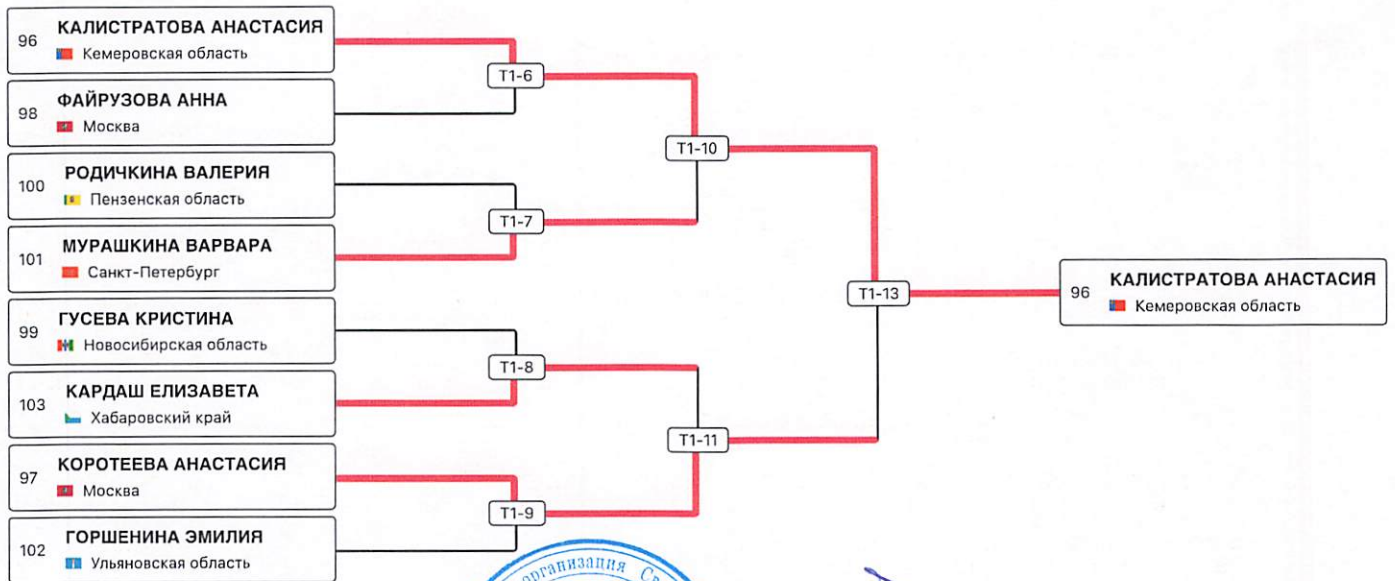 96
КАЛИСТРАТОВА АНАСТАСИЯ
Кемеровская область
98
ФАЙРУЗОВА АННА
Москва
100
РОДИЧКИНА ВАЛЕРИЯ
Пензенская область
101
МУРАШКИНА ВАРВАРА
Санкт-Петербург
99
ГУСЕВА КРИСТИНА
Новосибирская область
103
КАРДАШ ЕЛИЗАВЕТА
Хабаровский край
97
КОРОТЕЕВА АНАСТАСИЯ
Москва
102
ГОРШЕНИНА ЭМИЛИЯ
Ульяновская область
T1-6
T1-7
T1-8
T1-9
T1-10
T1-11
T1-13
96
КАЛИСТРАТОВА АНАСТАСИЯ
Кемеровская область
организация